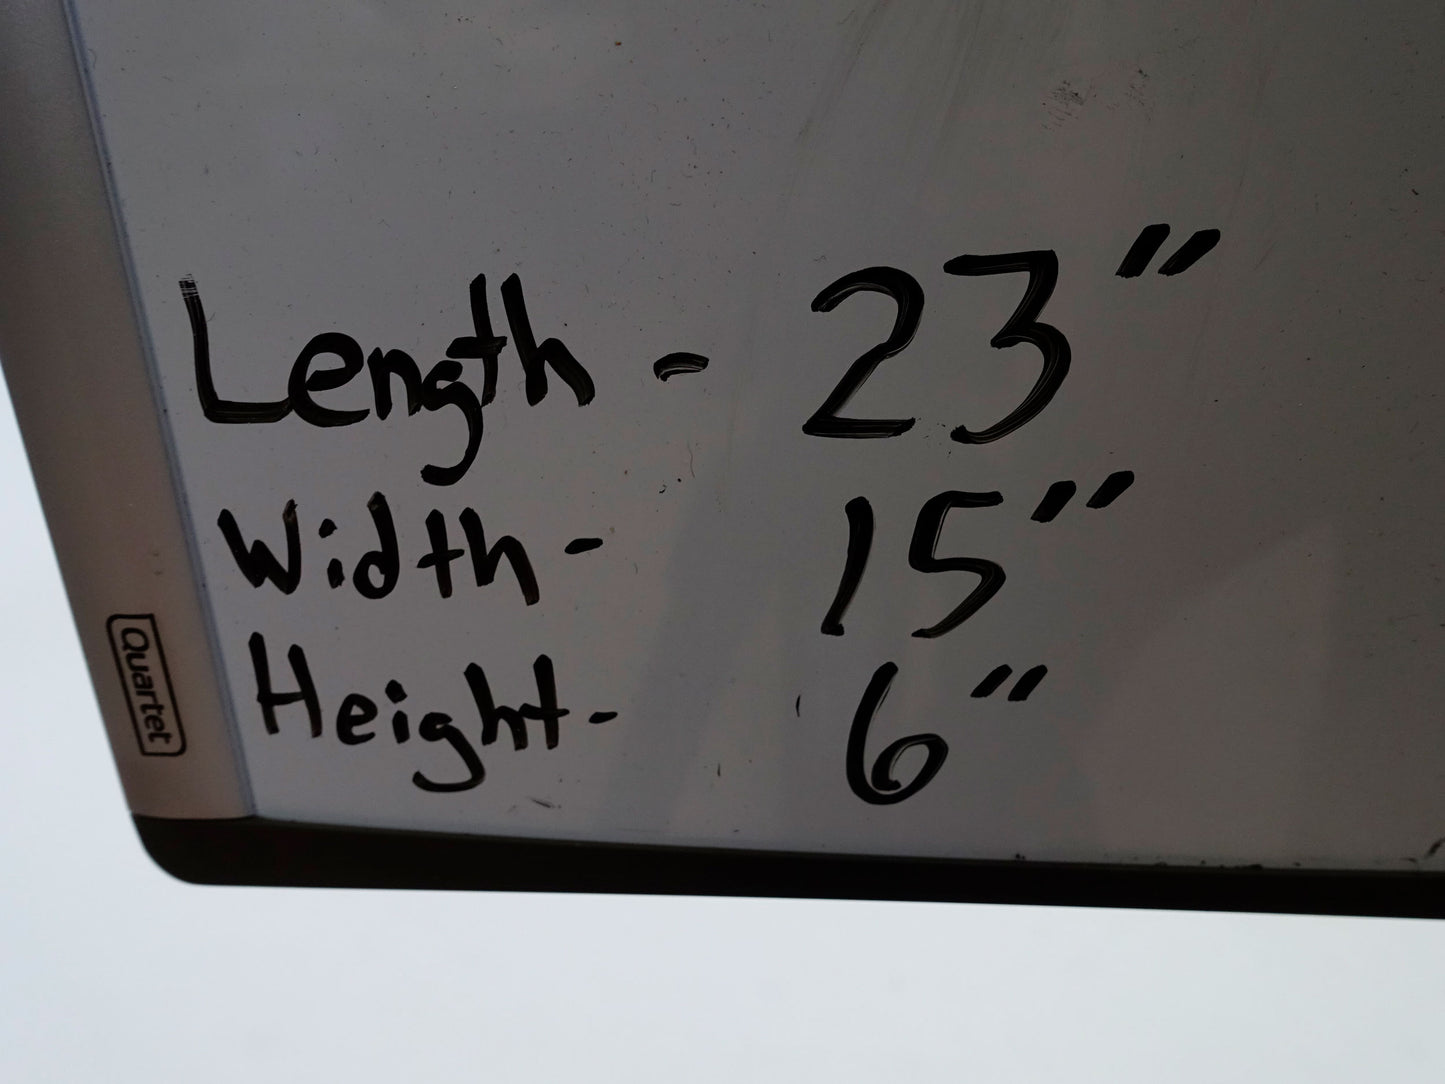 Length - 23"
Width - 15"
Height - 6"
Quartet